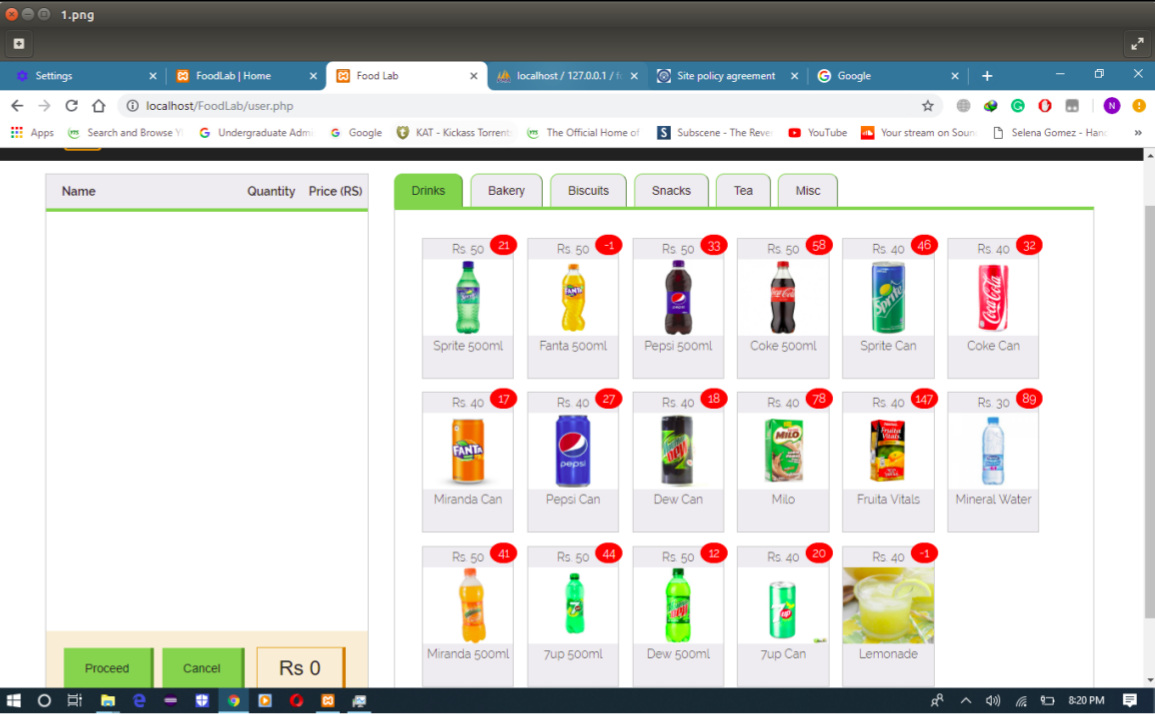 1.png
Settings
FoodLab | Home
Food Lab
localhost / 127.0.0.1 / f
Site policy agreement
Google
localhost/FoodLab/user.php
N
Apps
Search and Browse Y
Undergraduate Admi
Google
KAT - Kickass Torrent
The Official Home of
Subscene - The Reve
YouTube
Your stream on Soun
Selena Gomez - Hand
»
Name Quantity Price (RS)
Drinks Bakery Biscuits Snacks Tea Misc
Rs. 50 21
Rs. 50 -1
Rs. 50 33
Rs. 50 58
Rs. 40 46
Rs. 40 32
Sprite 500ml
Fanta 500ml
Pepsi 500ml
Coke 500ml
Sprite Can
Coke Can
Rs. 40 17
Rs. 40 27
Rs. 40 18
Rs. 40 78
Rs. 40 147
Rs. 30 89
FANTA
pepsi
MILO
Miranda Can
Pepsi Can
Dew Can
Milo
Fruita Vitals
Mineral Water
Rs. 50 41
Rs. 50 44
Rs. 50 12
Rs. 40 20
Rs. 40 -1
Miranda 500ml
7up 500ml
Dew 500ml
7up Can
Lemonade
Proceed
Cancel
Rs 0
8:20 PM